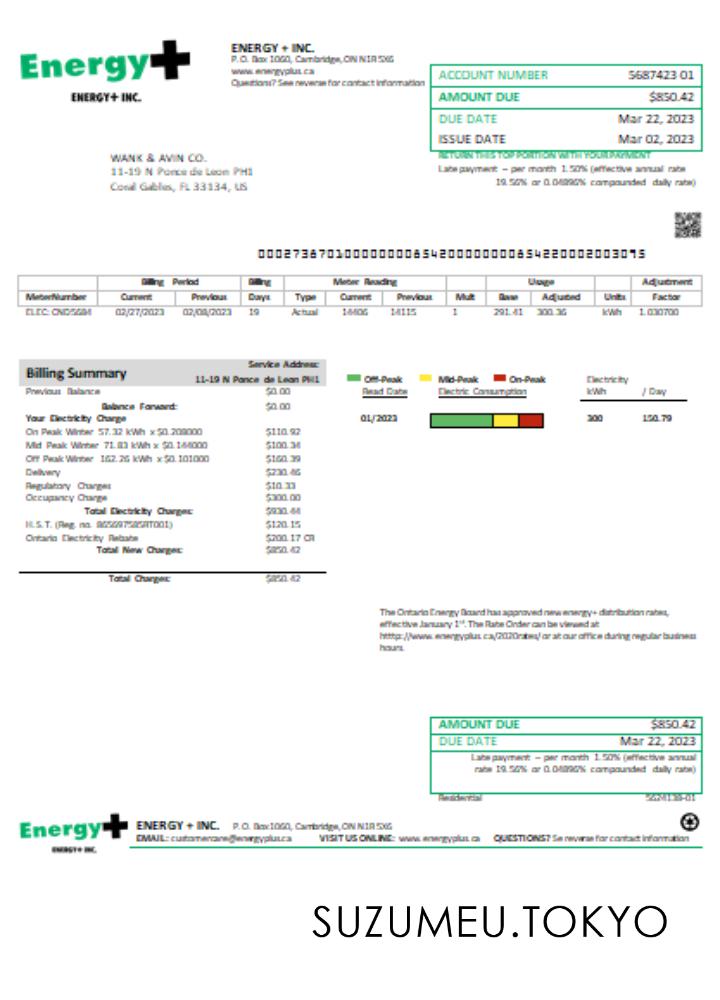 Energy+
ENERGY+ INC.
ENERGY + INC.
P.O. Box 1060, Cambridge, ON N1R 5X6
www.energyplus.ca
Questions? See reverse for contact information
ACCOUNT NUMBER 5687423 01
AMOUNT DUE $850.42
DUE DATE Mar 22, 2023
ISSUE DATE Mar 02, 2023
RETURN THIS TOP PORTION WITH YOUR PAYMENT
Late payment – per month 1.50% (effective annual rate
19.56% or 0.04896% compounded daily rate)
WANK & AVIN CO.
11-19 N Ponce de Leon PH1
Coral Gables, FL 33134, US
Billing Period Billing Meter Reading Usage Adjustment
MeterNumber Current Previous Days Type Current Previous Mult Base Adjusted Units Factor
ELEC: CND5684 02/27/2023 02/08/2023 19 Actual 14406 14115 1 291.41 300.36 kWh 1.030700
Billing Summary
Service Address:
11-19 N Ponce de Leon PH1
Previous Balance $0.00
Balance Forward: $0.00
Your Electricity Charge
On Peak Winter 57.32 kWh x $0.208000 $110.92
Mid Peak Winter 71.83 kWh x $0.144000 $100.34
Off Peak Winter 162.26 kWh x $0.101000 $160.39
Delivery $230.46
Regulatory Charges $10.33
Occupancy Charge $300.00
Total Electricity Charges: $930.44
H.S.T. (Reg. no. 865697585RT001) $120.15
Ontario Electricity Rebate $200.17 CR
Total New Charges: $850.42
Total Charges: $850.42
Off-Peak Mid-Peak On-Peak
Read Date Electric Consumption
Electricity
kWh / Day
01/2023 300 150.79
The Ontario Energy Board has approved new energy+ distribution rates,
effective January 1st. The Rate Order can be viewed at
htttp://www. energyplus.ca/2020rates/ or at our office during regular business
hours.
AMOUNT DUE $850.42
DUE DATE Mar 22, 2023
Late payment – per month 1.50% (effective annual
rate 19.56% or 0.04896% compounded daily rate)
Residential 5624138-01
Energy+
ENERGY+ INC.
ENERGY + INC. P.O. Box 1060, Cambridge, ON N1R 5X6
EMAIL: customercare@energyplus.ca VISIT US ONLINE: www. energyplus.ca QUESTIONS? Se reverse for contact information
SUZUMEU.TOKYO